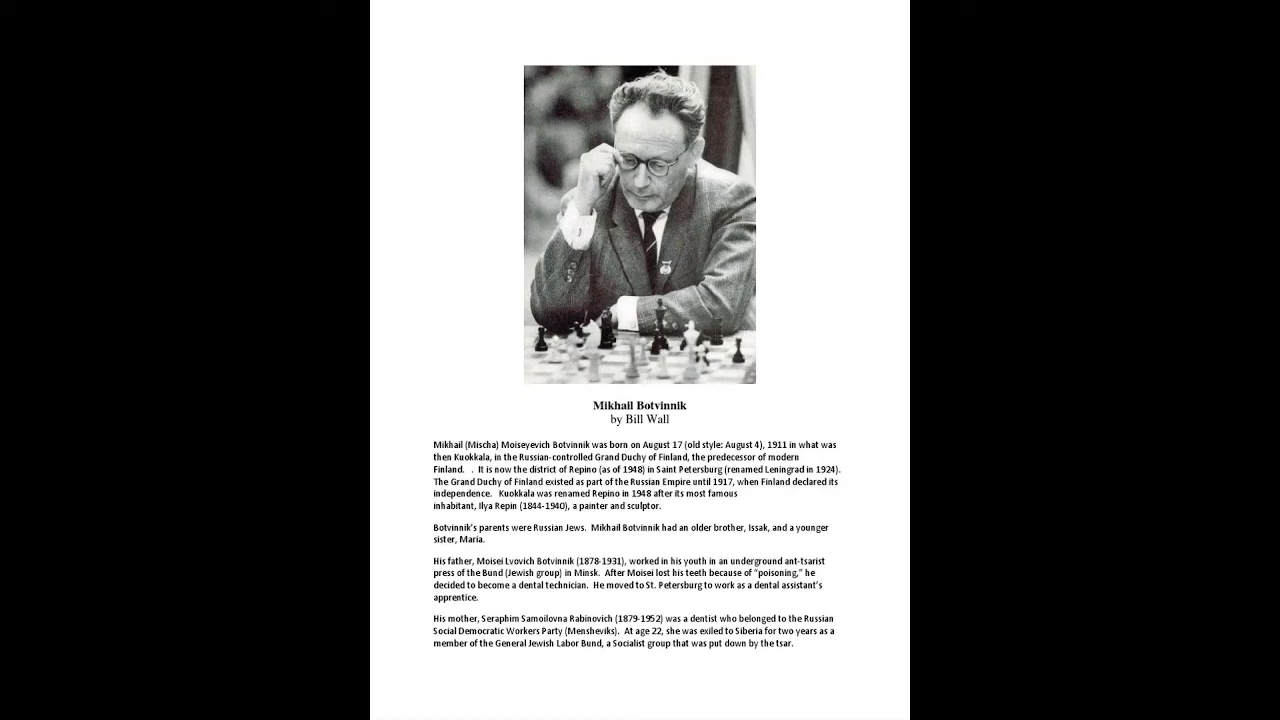 Mikhail Botvinnik
by Bill Wall
Mikhail (Mischa) Moiseyevich Botvinnik was born on August 17 (old style: August 4), 1911 in what was
then Kuokkala, in the Russian-controlled Grand Duchy of Finland, the predecessor of modern
Finland.   .  It is now the district of Repino (as of 1948) in Saint Petersburg (renamed Leningrad in 1924).
The Grand Duchy of Finland existed as part of the Russian Empire until 1917, when Finland declared its
independence.   Kuokkala was renamed Repino in 1948 after its most famous
inhabitant, Ilya Repin (1844-1940), a painter and sculptor.
Botvinnik's parents were Russian Jews.  Mikhail Botvinnik had an older brother, Issak, and a younger
sister, Maria.
His father, Moisei Lvovich Botvinnik (1878-1931), worked in his youth in an underground ant-tsarist
press of the Bund (Jewish group) in Minsk.  After Moisei lost his teeth because of “poisoning,” he
decided to become a dental technician.  He moved to St. Petersburg to work as a dental assistant's
apprentice.
His mother, Seraphim Samoilovna Rabinovich (1879-1952) was a dentist who belonged to the Russian
Social Democratic Workers Party (Mensheviks).  At age 22, she was exiled to Siberia for two years as a
member of the General Jewish Labor Bund, a Socialist group that was put down by the tsar.